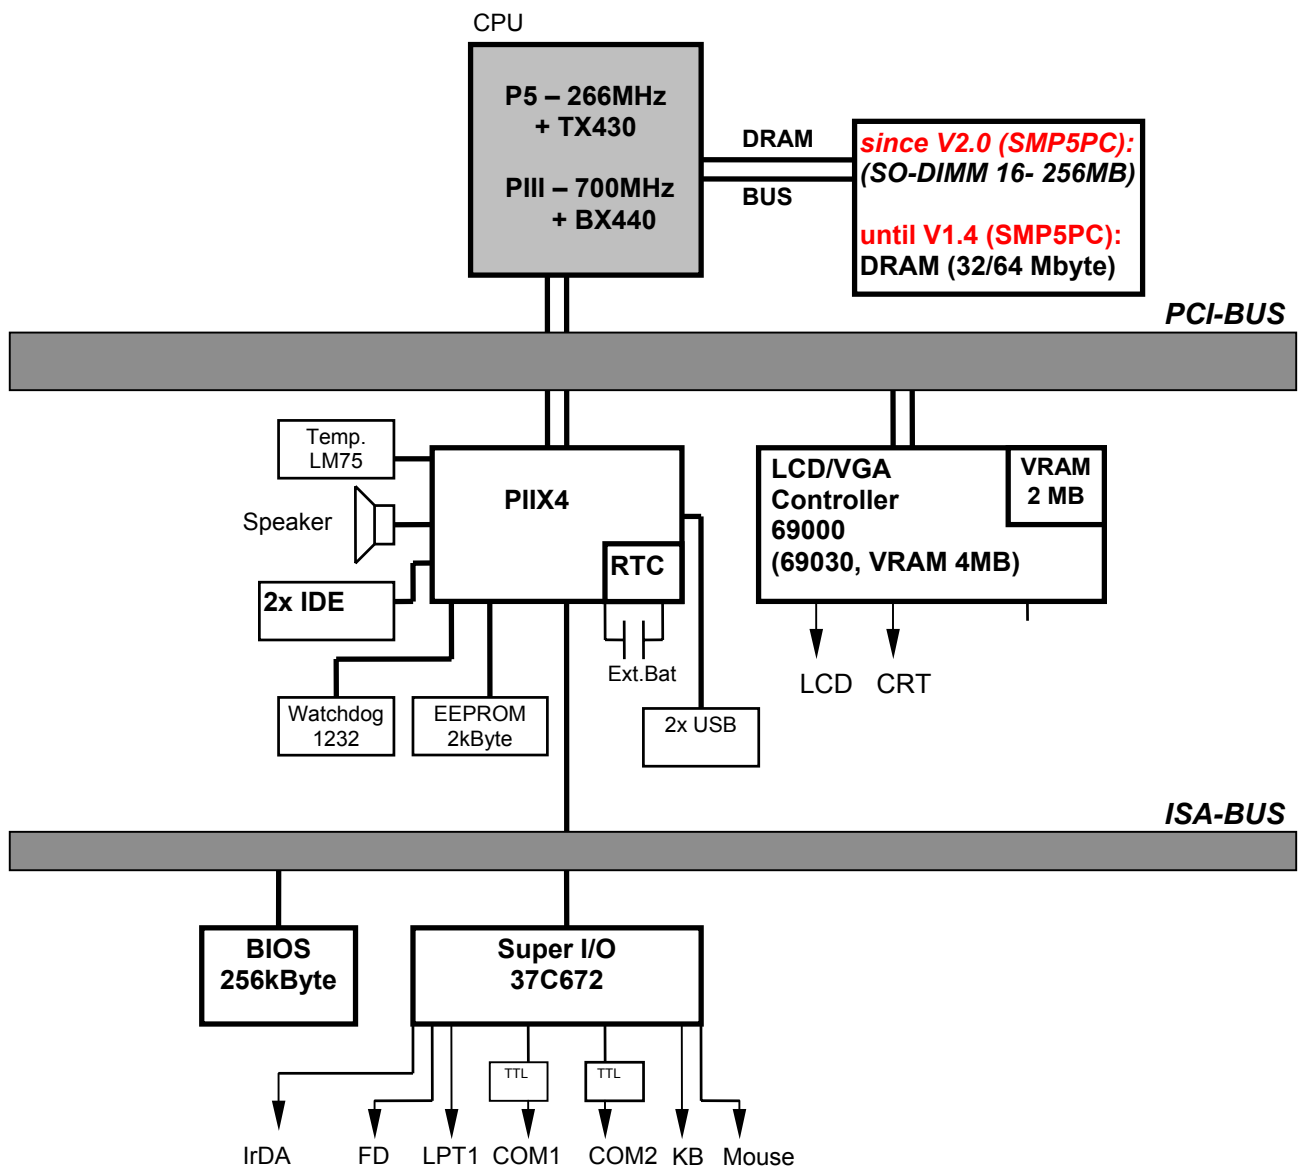 CPU
P5 – 266MHz
+ TX430
PIII – 700MHz
+ BX440
DRAM
BUS
since V2.0 (SMP5PC):
(SO-DIMM 16- 256MB)
until V1.4 (SMP5PC):
DRAM (32/64 Mbyte)
PCI-BUS
Temp.
LM75
Speaker
2x IDE
PIIX4
RTC
Ext.Bat
Watchdog
1232
EEPROM
2kByte
2x USB
LCD/VGA
Controller
69000
(69030, VRAM 4MB)
VRAM
2 MB
LCD
CRT
ISA-BUS
BIOS
256kByte
Super I/O
37C672
TTL
TTL
IrDA
FD
LPT1
COM1
COM2
KB
Mouse